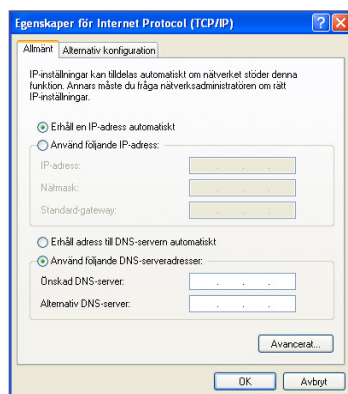 Egenskaper för Internet Protocol (TCP/IP)
Allmänt
Alternativ konfiguration
IP-inställningar kan tilldelas automatiskt om nätverket stöder denna
funktion. Annars måste du fråga nätverksadministratören om rätt
IP-inställningar.
Erhåll en IP-adress automatiskt
Använd följande IP-adress:
IP-adress:
Nätmask:
Standard-gateway:
Erhåll adress till DNS-servern automatiskt
Använd följande DNS-serveradresser:
Önskad DNS-server:
Alternativ DNS-server:
Avancerat...
OK
Avbryt